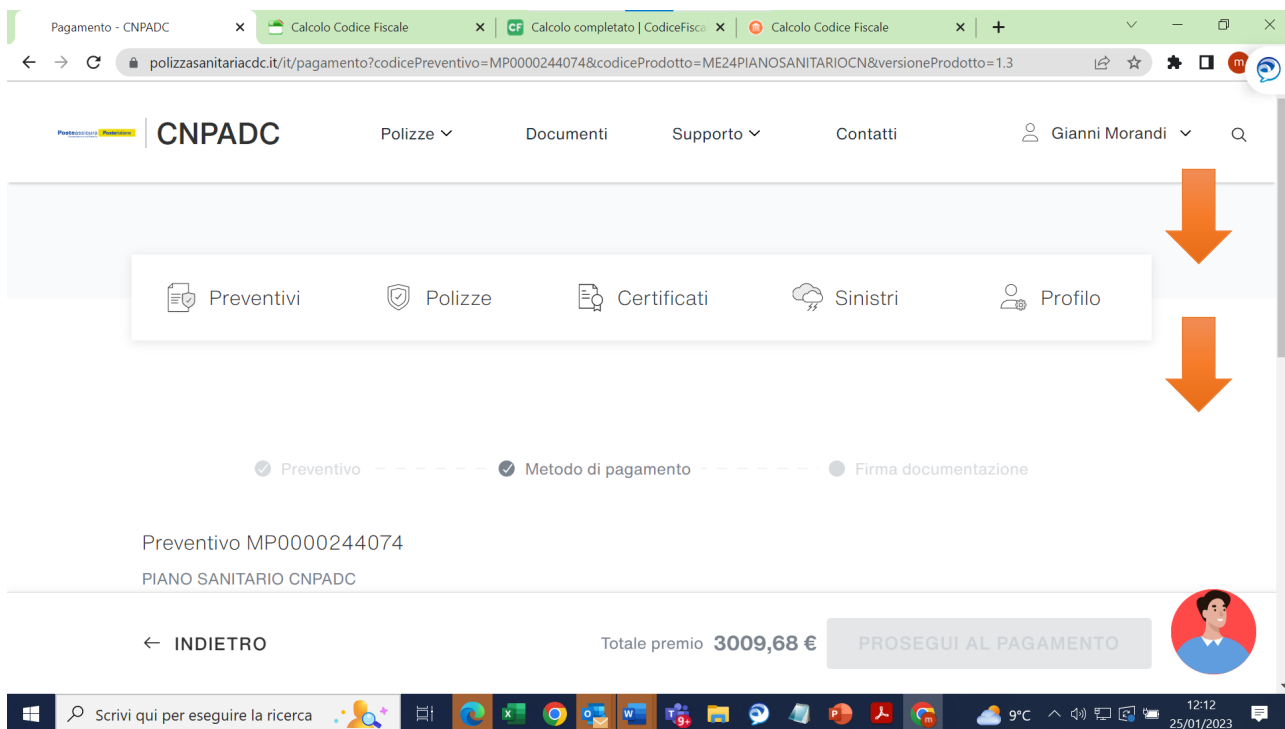 Pagamento - CNPADC
Calcolo Codice Fiscale
Calcolo completato | CodiceFisca
Calcolo Codice Fiscale
polizzasanitariacdc.it/it/pagamento?codicePreventivo=MP0000244074&codiceProdotto=ME24PIANOSANITARIOCN&versioneProdotto=1.3
CNPADC
Polizze
Documenti
Supporto
Contatti
Gianni Morandi
Preventivi
Polizze
Certificati
Sinistri
Profilo
Preventivo
Metodo di pagamento
Firma documentazione
Preventivo MP0000244074
PIANO SANITARIO CNPADC
← INDIETRO
Totale premio 3009,68 €
PROSEGUI AL PAGAMENTO
Scrivi qui per eseguire la ricerca
9°C
12:12
25/01/2023